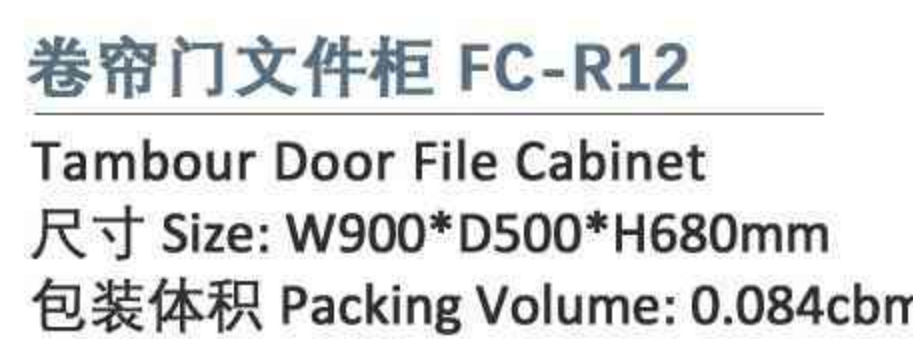 卷帘门文件柜 FC-R12
Tambour Door File Cabinet
尺寸 Size: W900*D500*H680mm
包装体积 Packing Volume: 0.084cbm